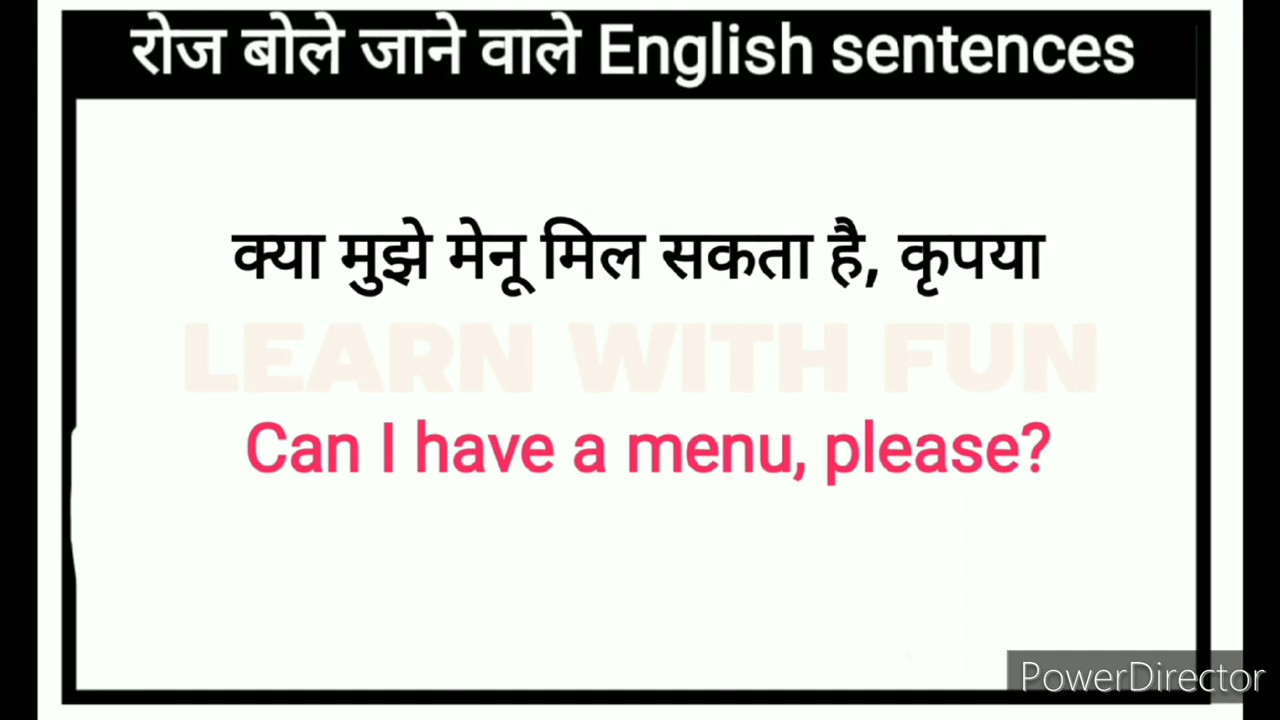 रोज बोले जाने वाले English sentences
क्या मुझे मेनू मिल सकता है, कृपया
LEARN WITH FUN
Can I have a menu, please?
PowerDirector